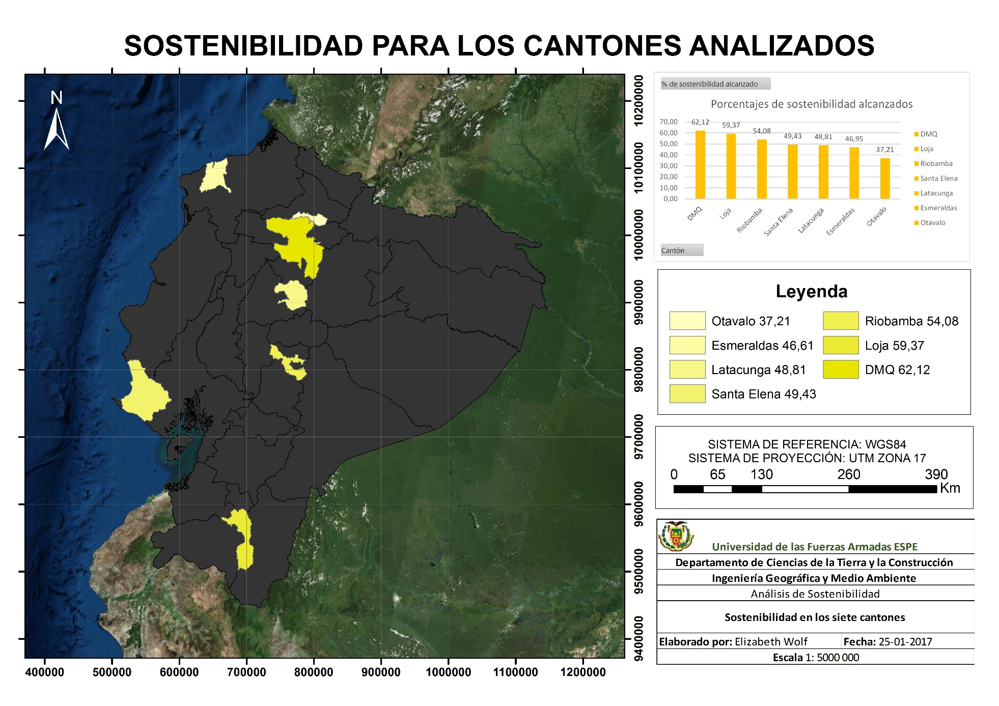 SOSTENIBILIDAD PARA LOS CANTONES ANALIZADOS
N
400000 500000 600000 700000 800000 900000 1000000 1100000 1200000
10200000
10100000
10000000
9900000
9800000
9700000
9600000
9500000
9400000
% de sostenibilidad alcanzado
Porcentajes de sostenibilidad alcanzados
70,00
60,00
50,00
40,00
30,00
20,00
10,00
0,00
62,12
59,37
54,08
49,43
48,81
46,95
37,21
DMQ
Loja
Riobamba
Santa Elena
Latacunga
Esmeraldas
Otavalo
DMQ
Loja
Riobamba
Santa Elena
Latacunga
Esmeraldas
Otavalo
Cantón
Leyenda
Otavalo 37,21
Esmeraldas 46,61
Latacunga 48,81
Santa Elena 49,43
Riobamba 54,08
Loja 59,37
DMQ 62,12
SISTEMA DE REFERENCIA: WGS84
SISTEMA DE PROYECCIÓN: UTM ZONA 17
0 65 130 260 390
Km
Universidad de las Fuerzas Armadas ESPE
Departamento de Ciencias de la Tierra y la Construcción
Ingeniería Geográfica y Medio Ambiente
Análisis de Sostenibilidad
Sostenibilidad en los siete cantones
Elaborado por: Elizabeth Wolf Fecha: 25-01-2017
Escala 1: 5000 000